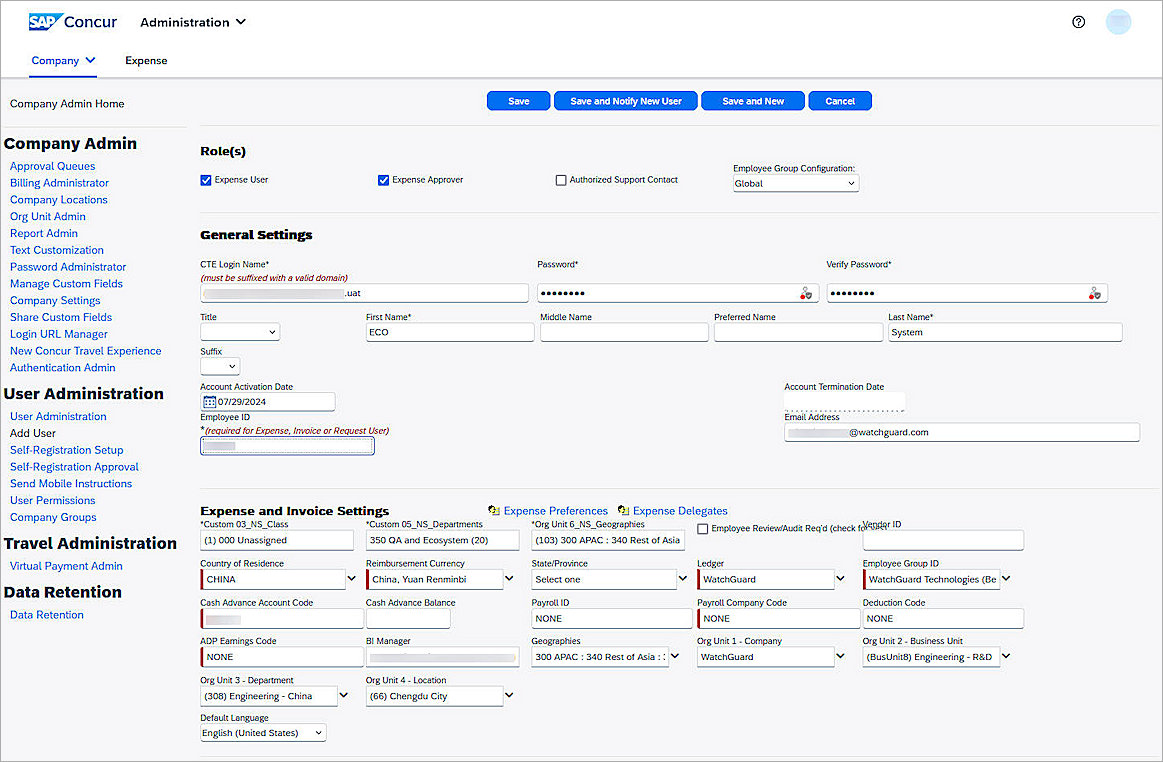 SAP Concur Administration
Company Expense
Company Admin Home
Save Save and Notify New User Save and New Cancel
Company Admin
Approval Queues
Billing Administrator
Company Locations
Org Unit Admin
Report Admin
Text Customization
Password Administrator
Manage Custom Fields
Company Settings
Share Custom Fields
Login URL Manager
New Concur Travel Experience
Authentication Admin
User Administration
User Administration
Add User
Self-Registration Setup
Self-Registration Approval
Send Mobile Instructions
User Permissions
Company Groups
Travel Administration
Virtual Payment Admin
Data Retention
Data Retention
Role(s)
Expense User Expense Approver Authorized Support Contact
Employee Group Configuration:
Global
General Settings
CTE Login Name* Password* Verify Password*
(must be suffixed with a valid domain)
.uat •••••••• ••••••••
Title First Name* Middle Name Preferred Name Last Name*
ECO System
Suffix
Account Activation Date Account Termination Date
07/29/2024
Employee ID Email Address
*(required for Expense, Invoice or Request User)
@watchguard.com
Expense and Invoice Settings Expense Preferences Expense Delegates
*Custom 03_NS_Class *Custom 05_NS_Departments *Org Unit 6_NS_Geographies Employee Review/Audit Req'd (check for Vendor ID
(1) 000 Unassigned 350 QA and Ecosystem (20) (103) 300 APAC : 340 Rest of Asia
Country of Residence Reimbursement Currency State/Province Ledger Employee Group ID
CHINA China, Yuan Renminbi Select one WatchGuard WatchGuard Technologies (Be
Cash Advance Account Code Cash Advance Balance Payroll ID Payroll Company Code Deduction Code
NONE NONE NONE
ADP Earnings Code BI Manager Geographies Org Unit 1 - Company Org Unit 2 - Business Unit
NONE 300 APAC : 340 Rest of Asia : WatchGuard (BusUnit8) Engineering - R&D
Org Unit 3 - Department Org Unit 4 - Location
(308) Engineering - China (66) Chengdu City
Default Language
English (United States)